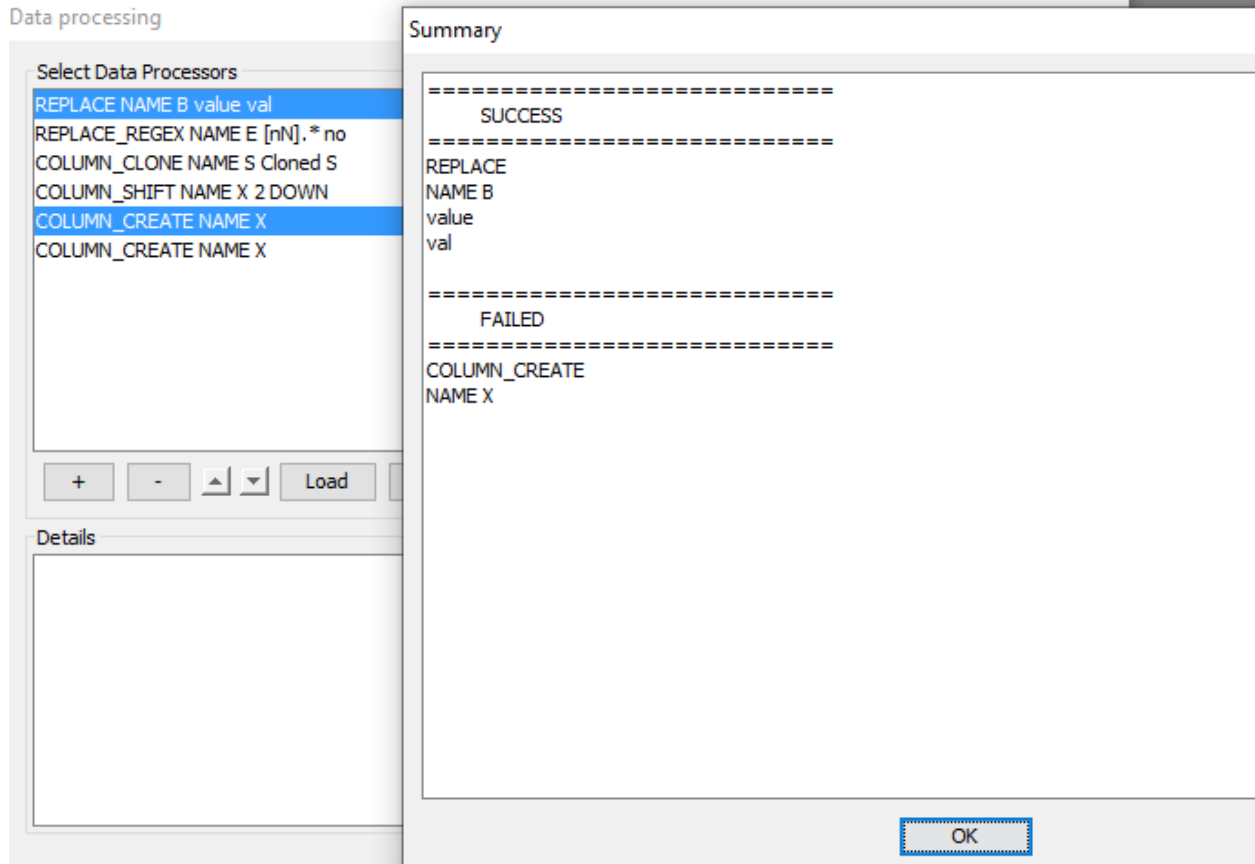 Data processing
Select Data Processors
REPLACE NAME B value val
REPLACE_REGEX NAME E [nN].* no
COLUMN_CLONE NAME S Cloned S
COLUMN_SHIFT NAME X 2 DOWN
COLUMN_CREATE NAME X
COLUMN_CREATE NAME X
+ - Load
Details
Summary
============================
SUCCESS
============================
REPLACE
NAME B
value
val
============================
FAILED
============================
COLUMN_CREATE
NAME X
OK